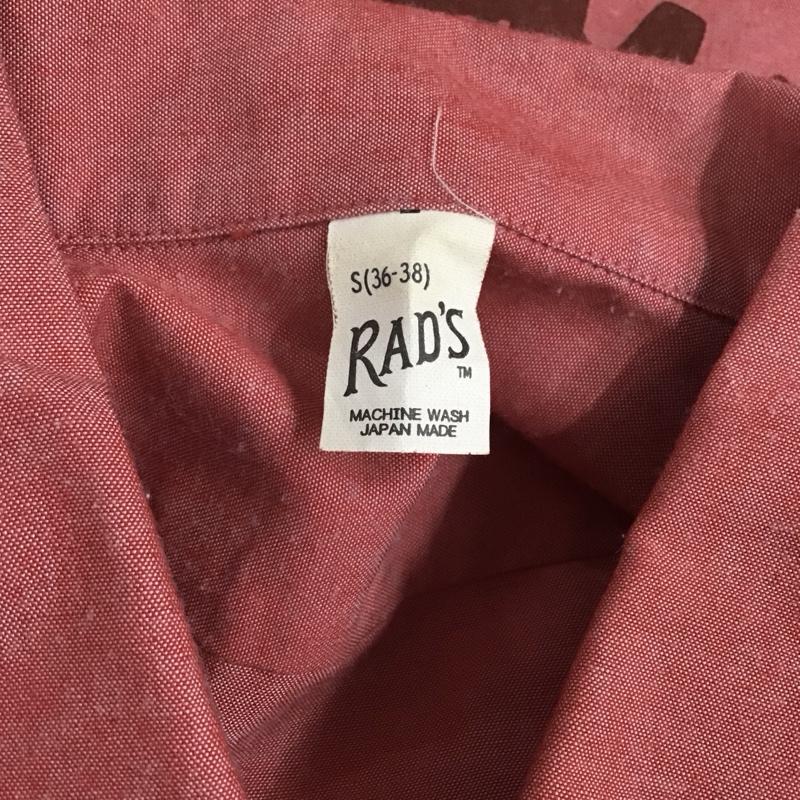 S(36-38)
RAD'S
TM
MACHINE WASH
JAPAN MADE